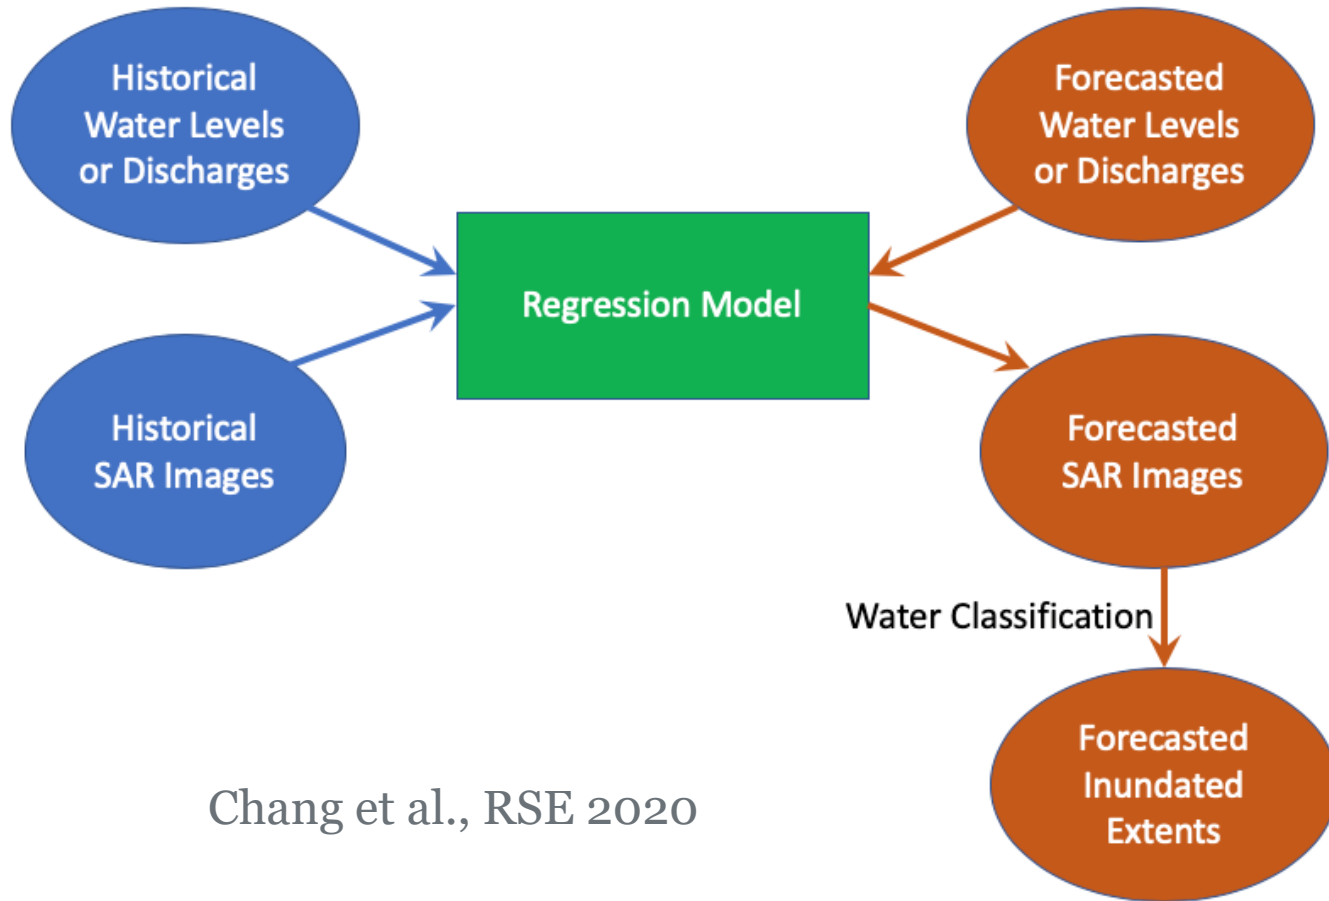 Historical
Water Levels
or Discharges
Forecasted
Water Levels
or Discharges
Regression Model
Historical
SAR Images
Forecasted
SAR Images
Water Classification
Forecasted
Inundated
Extents
Chang et al., RSE 2020